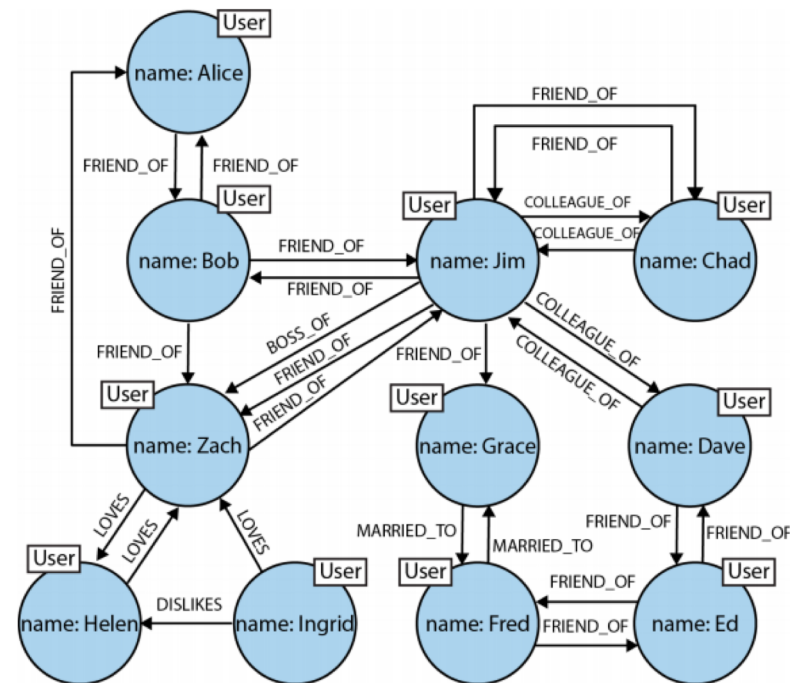 User
name: Alice
FRIEND_OF
FRIEND_OF
FRIEND_OF
FRIEND_OF
FRIEND_OF
User
name: Bob
FRIEND_OF
FRIEND_OF
User
name: Jim
COLLEAGUE_OF
COLLEAGUE_OF
User
name: Chad
FRIEND_OF
BOSS_OF
FRIEND_OF
FRIEND_OF
FRIEND_OF
COLLEAGUE_OF
COLLEAGUE_OF
User
name: Zach
User
name: Grace
User
name: Dave
LOVES
LOVES
LOVES
MARRIED_TO
MARRIED_TO
FRIEND_OF
FRIEND_OF
User
name: Helen
DISLIKES
User
name: Ingrid
User
name: Fred
FRIEND_OF
FRIEND_OF
User
name: Ed